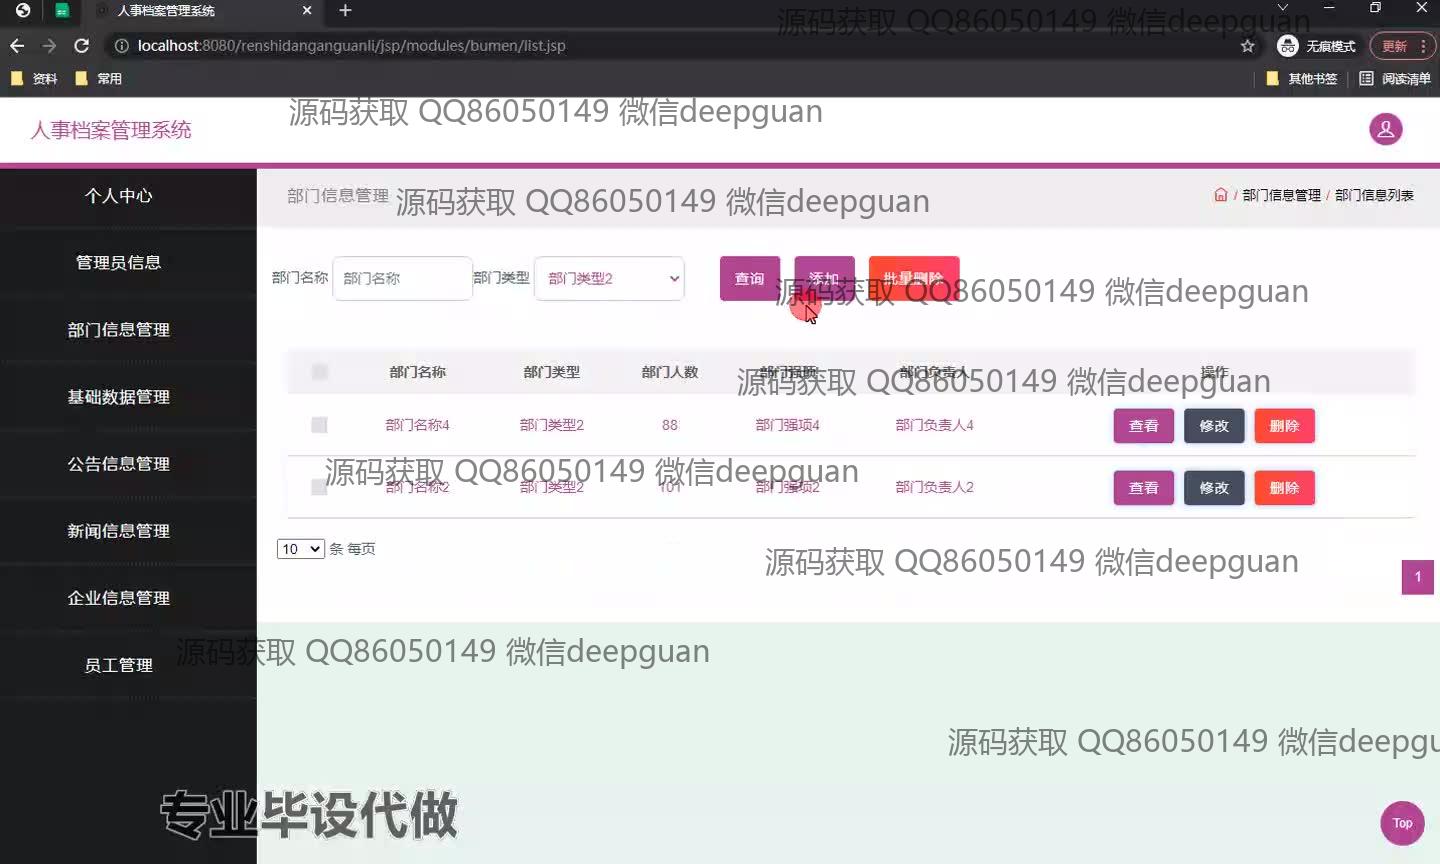 人事档案管理系统
源码获取 QQ86050149 微信deepguan
localhost:8080/renshidanganguanli/jsp/modules/bumen/list.jsp
无痕模式
更新
资料
常用
其他书签
阅读清单
源码获取 QQ86050149 微信deepguan
人事档案管理系统
个人中心
管理员信息
部门信息管理
基础数据管理
公告信息管理
新闻信息管理
企业信息管理
员工管理
部门信息管理
源码获取 QQ86050149 微信deepguan
/ 部门信息管理 / 部门信息列表
部门名称 部门名称 部门类型 部门类型2 查询 添加 批量删除
源码获取 QQ86050149 微信deepguan
部门名称 部门类型 部门人数 部门强项 部门负责人 操作
源码获取 QQ86050149 微信deepguan
部门名称4 部门类型2 88 部门强项4 部门负责人4 查看 修改 删除
源码获取 QQ86050149 微信deepguan
部门名称2 部门类型2 101 部门强项2 部门负责人2 查看 修改 删除
10 条 每页
源码获取 QQ86050149 微信deepguan
1
源码获取 QQ86050149 微信deepguan
源码获取 QQ86050149 微信deepgu
专业毕设代做
Top